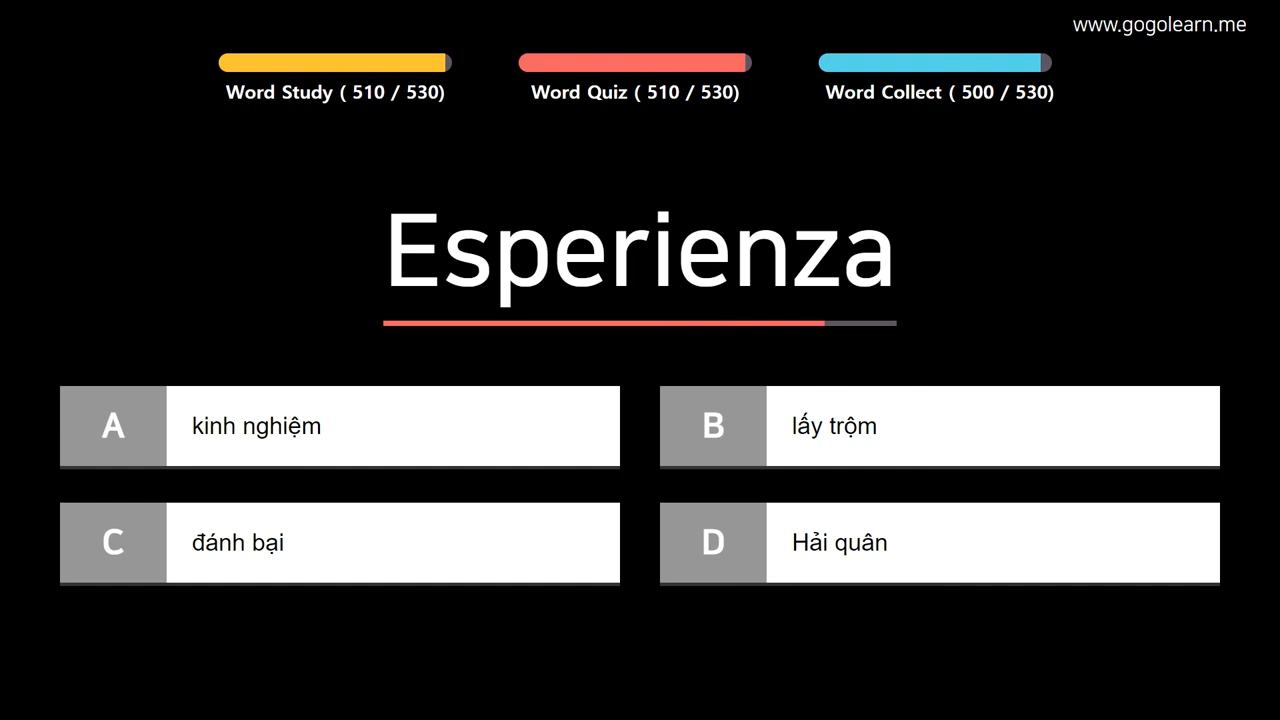 www.gogolearn.me
Word Study ( 510 / 530)
Word Quiz ( 510 / 530)
Word Collect ( 500 / 530)
Esperienza
A
kinh nghiệm
B
lấy trộm
C
đánh bại
D
Hải quân